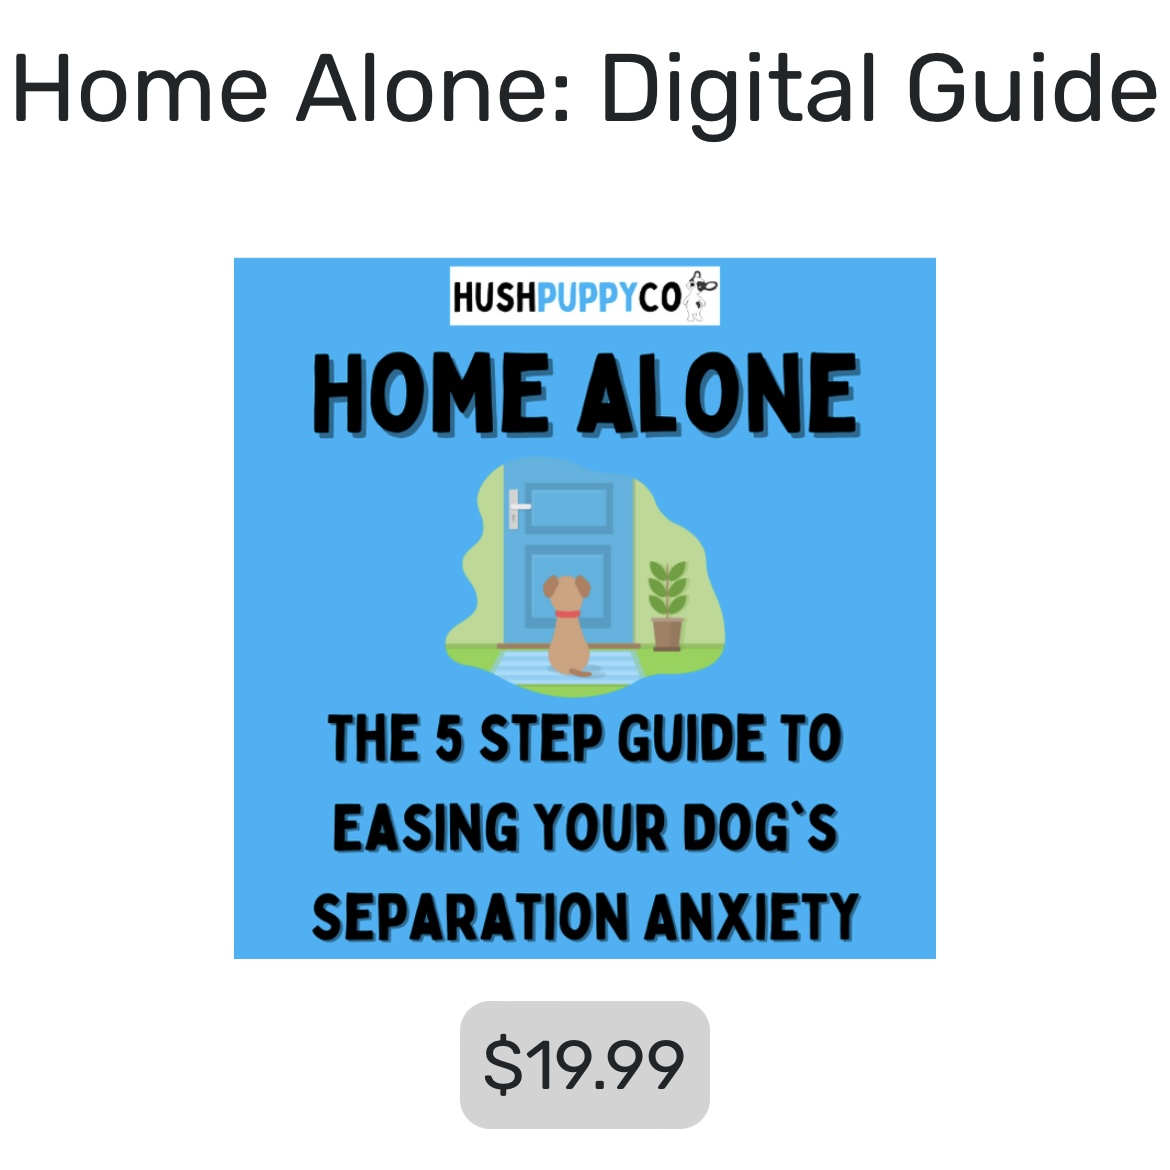 Home Alone: Digital Guide
HUSHPUPPYCO
HOME ALONE
THE 5 STEP GUIDE TO
EASING YOUR DOG`S
SEPARATION ANXIETY
$19.99